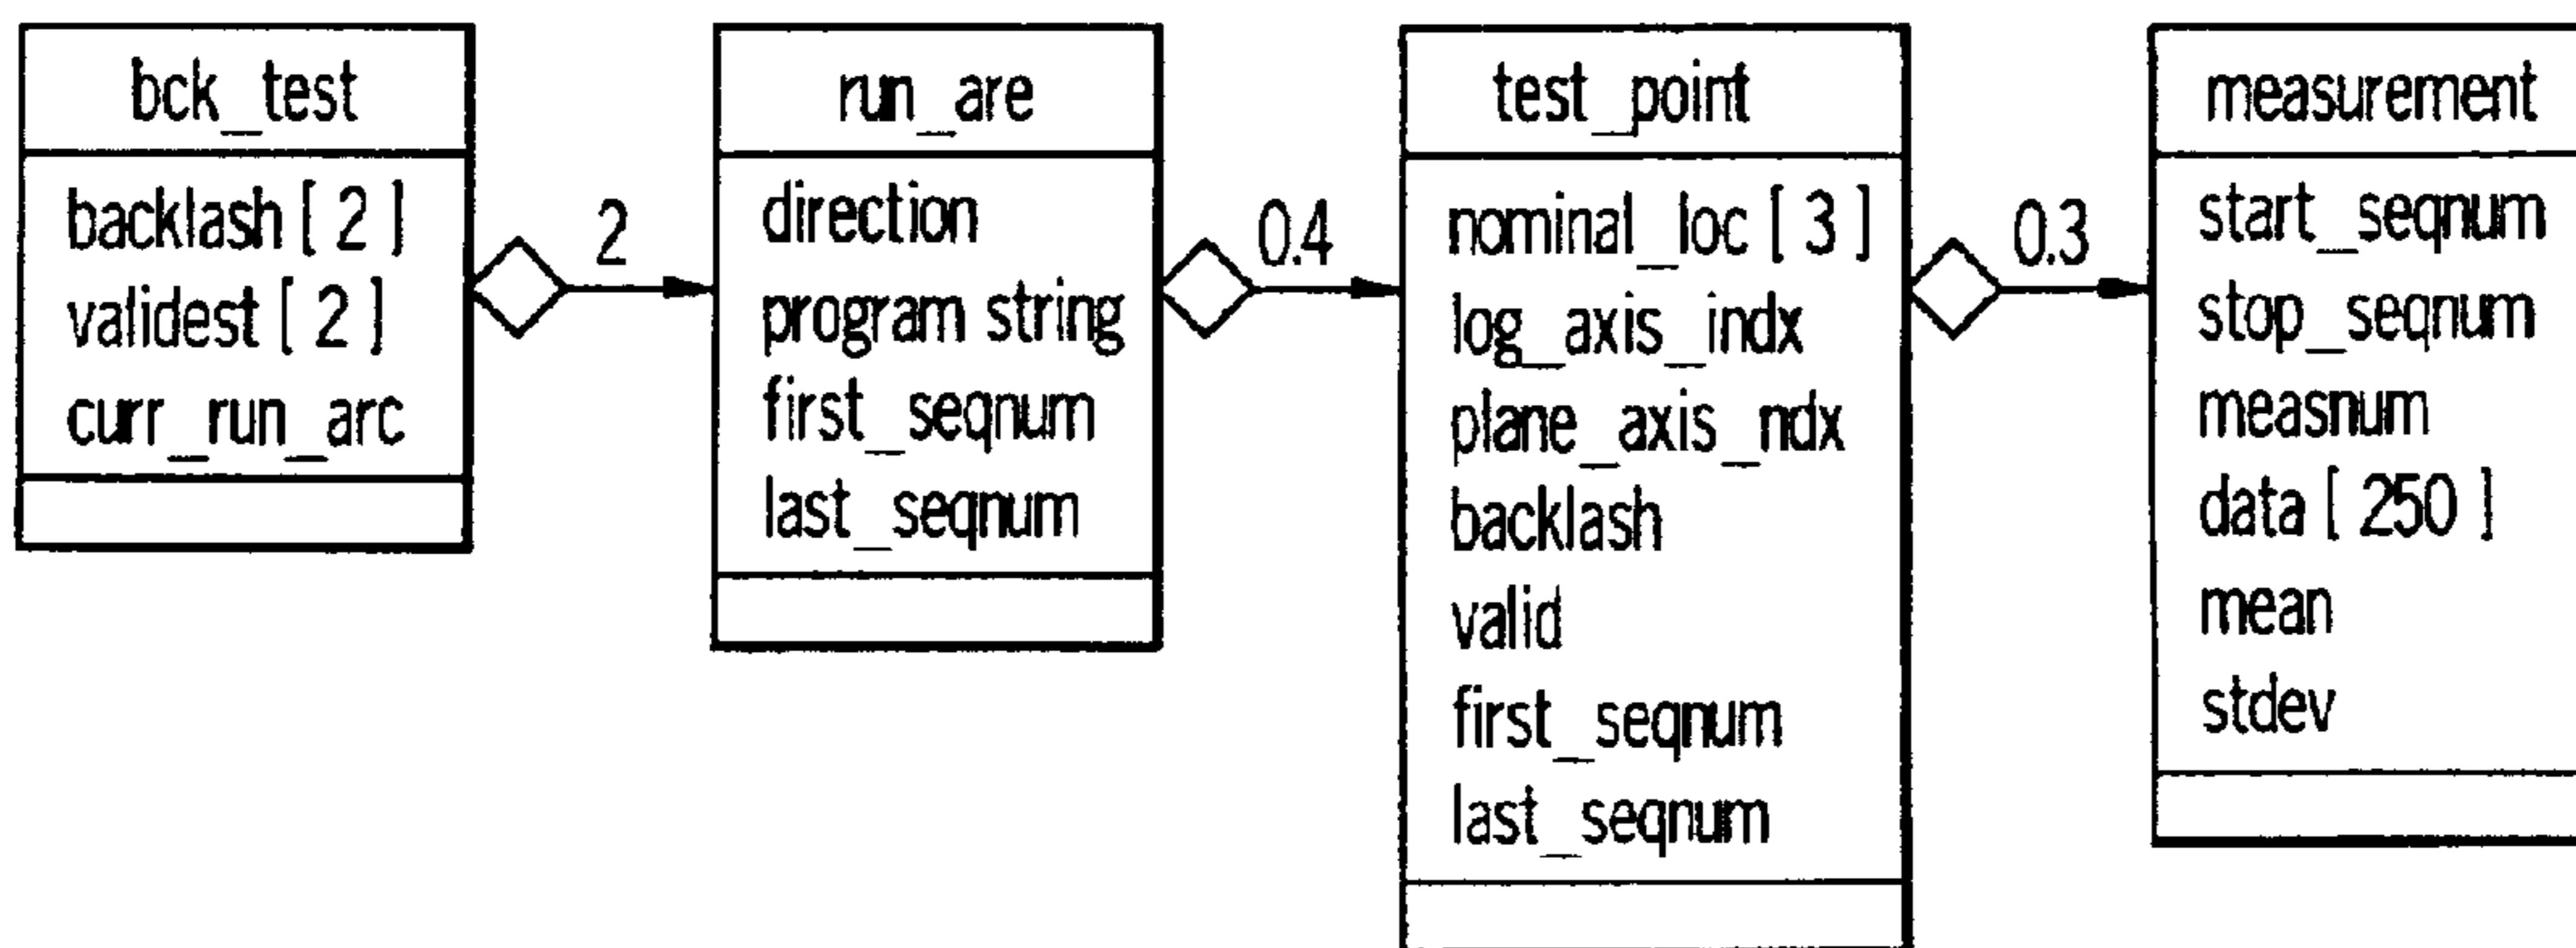 bck_test
backlash [ 2 ]
validest [ 2 ]
curr_run_arc
2
run_are
direction
program string
first_seqnum
last_seqnum
0.4
test_point
nominal_loc [ 3 ]
log_axis_indx
plane_axis_ndx
backlash
valid
first_seqnum
last_seqnum
0.3
measurement
start_seqnum
stop_seqnum
measnum
data [ 250 ]
mean
stdev